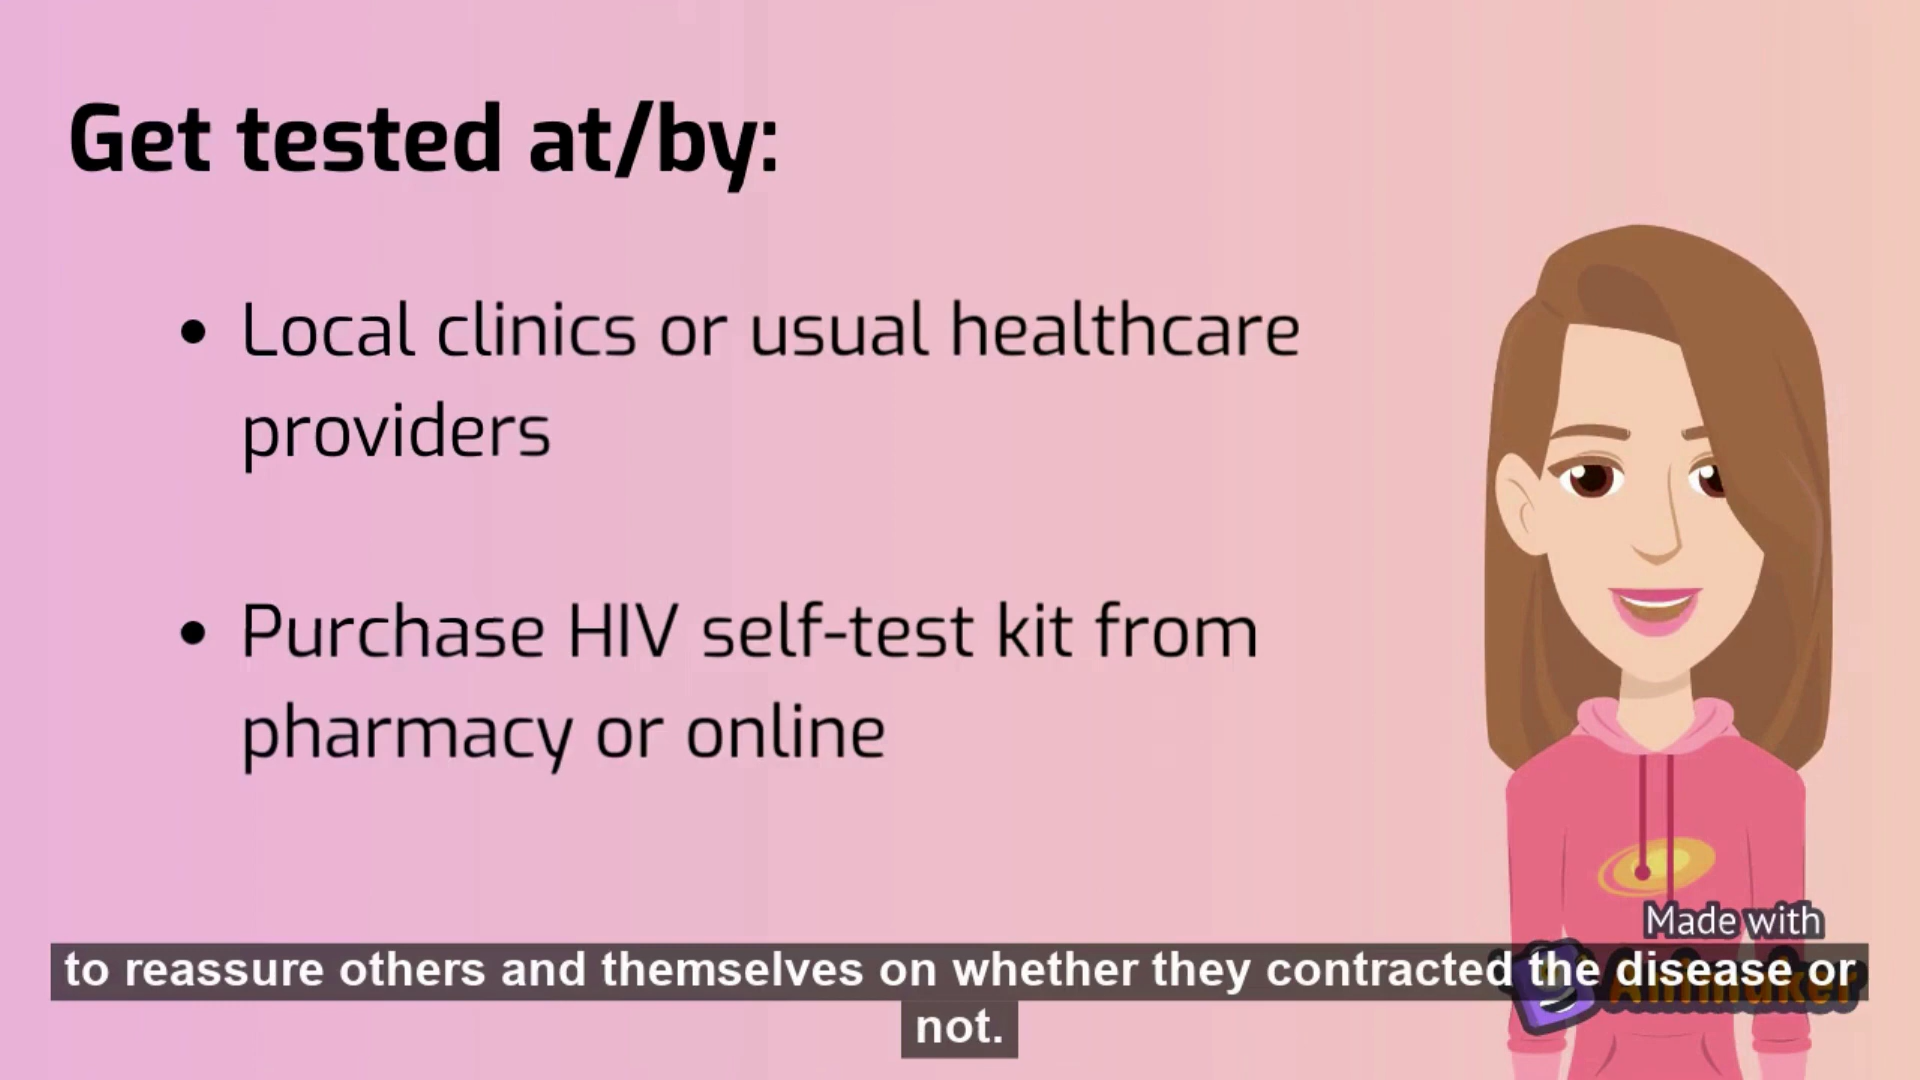 Get tested at/by:
• Local clinics or usual healthcare
providers
• Purchase HIV self-test kit from
pharmacy or online
Made with
to reassure others and themselves on whether they contracted the disease or
not.